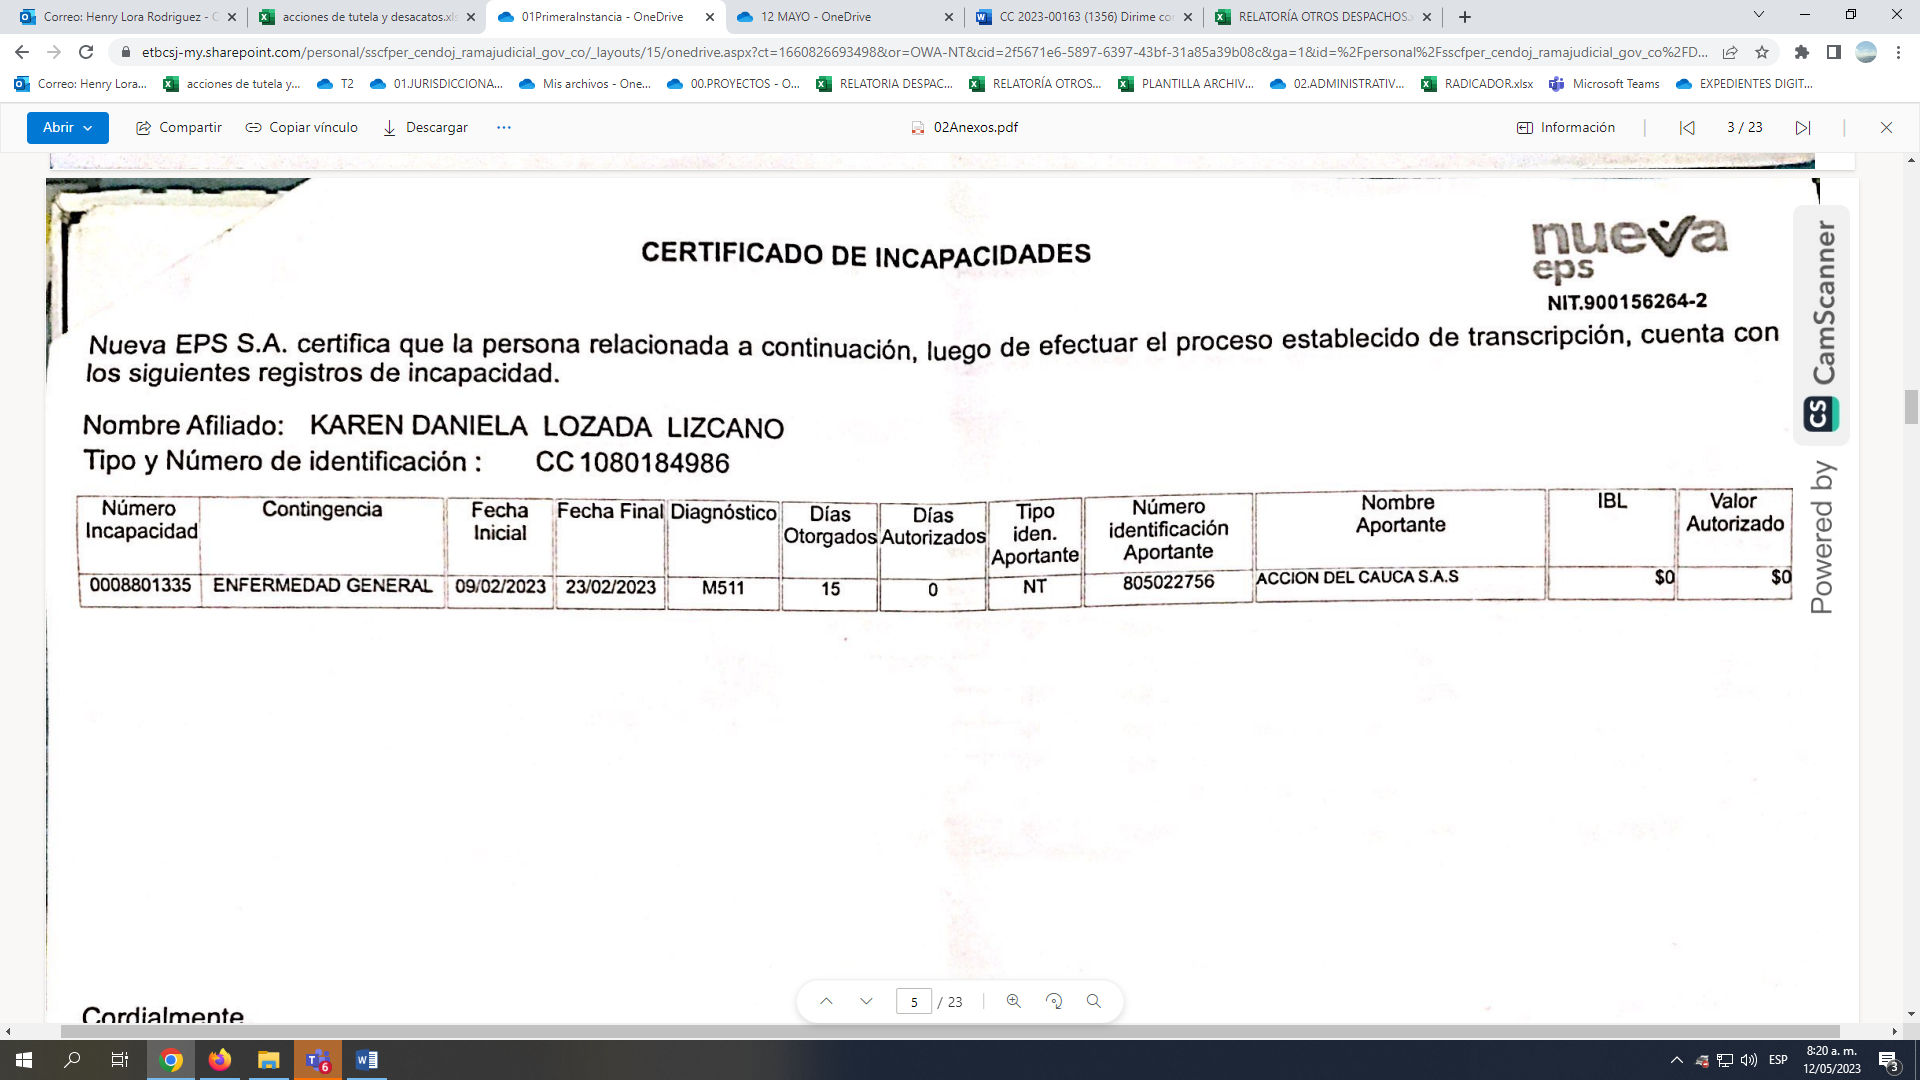 Correo: Henry Lora Rodriguez - C
acciones de tutela y desacatos.xls
01PrimeraInstancia - OneDrive
12 MAYO - OneDrive
CC 2023-00163 (1356) Dirime co
RELATORÍA OTROS DESPACHOS.
etbcsj-my.sharepoint.com/personal/sscfper_cendoj_ramajudicial_gov_co/_layouts/15/onedrive.aspx?ct=1660826693498&or=OWA-NT&cid=2f5671e6-5897-6397-43bf-31a85a39b08c&ga=1&id=%2Fpersonal%2Fsscfper_cendoj_ramajudicial_gov_co%2FD...
Correo: Henry Lora...
acciones de tutela y...
T2
01.JURISDICCIONA...
Mis archivos - One...
00.PROYECTOS - O...
RELATORIA DESPAC...
RELATORÍA OTROS...
PLANTILLA ARCHIV...
02.ADMINISTRATIV...
RADICADOR.xlsx
Microsoft Teams
EXPEDIENTES DIGIT...
Abrir
Compartir
Copiar vínculo
Descargar
02Anexos.pdf
Información
3 / 23
CERTIFICADO DE INCAPACIDADES
nueva
eps
NIT.900156264-2
Nueva EPS S.A. certifica que la persona relacionada a continuación, luego de efectuar el proceso establecido de transcripción, cuenta con
los siguientes registros de incapacidad.
Nombre Afiliado: KAREN DANIELA LOZADA LIZCANO
Tipo y Número de identificación : CC 1080184986
Número Incapacidad Contingencia Fecha Inicial Fecha Final Diagnóstico Días Otorgados Días Autorizados Tipo iden. Aportante Número identificación Aportante Nombre Aportante IBL Valor Autorizado
0008801335 ENFERMEDAD GENERAL 09/02/2023 23/02/2023 M511 15 0 NT 805022756 ACCION DEL CAUCA S.A.S $0 $0
Powered by CS CamScanner
Cordialmente
5 / 23
6
ESP
8:20 a. m.
12/05/2023
3